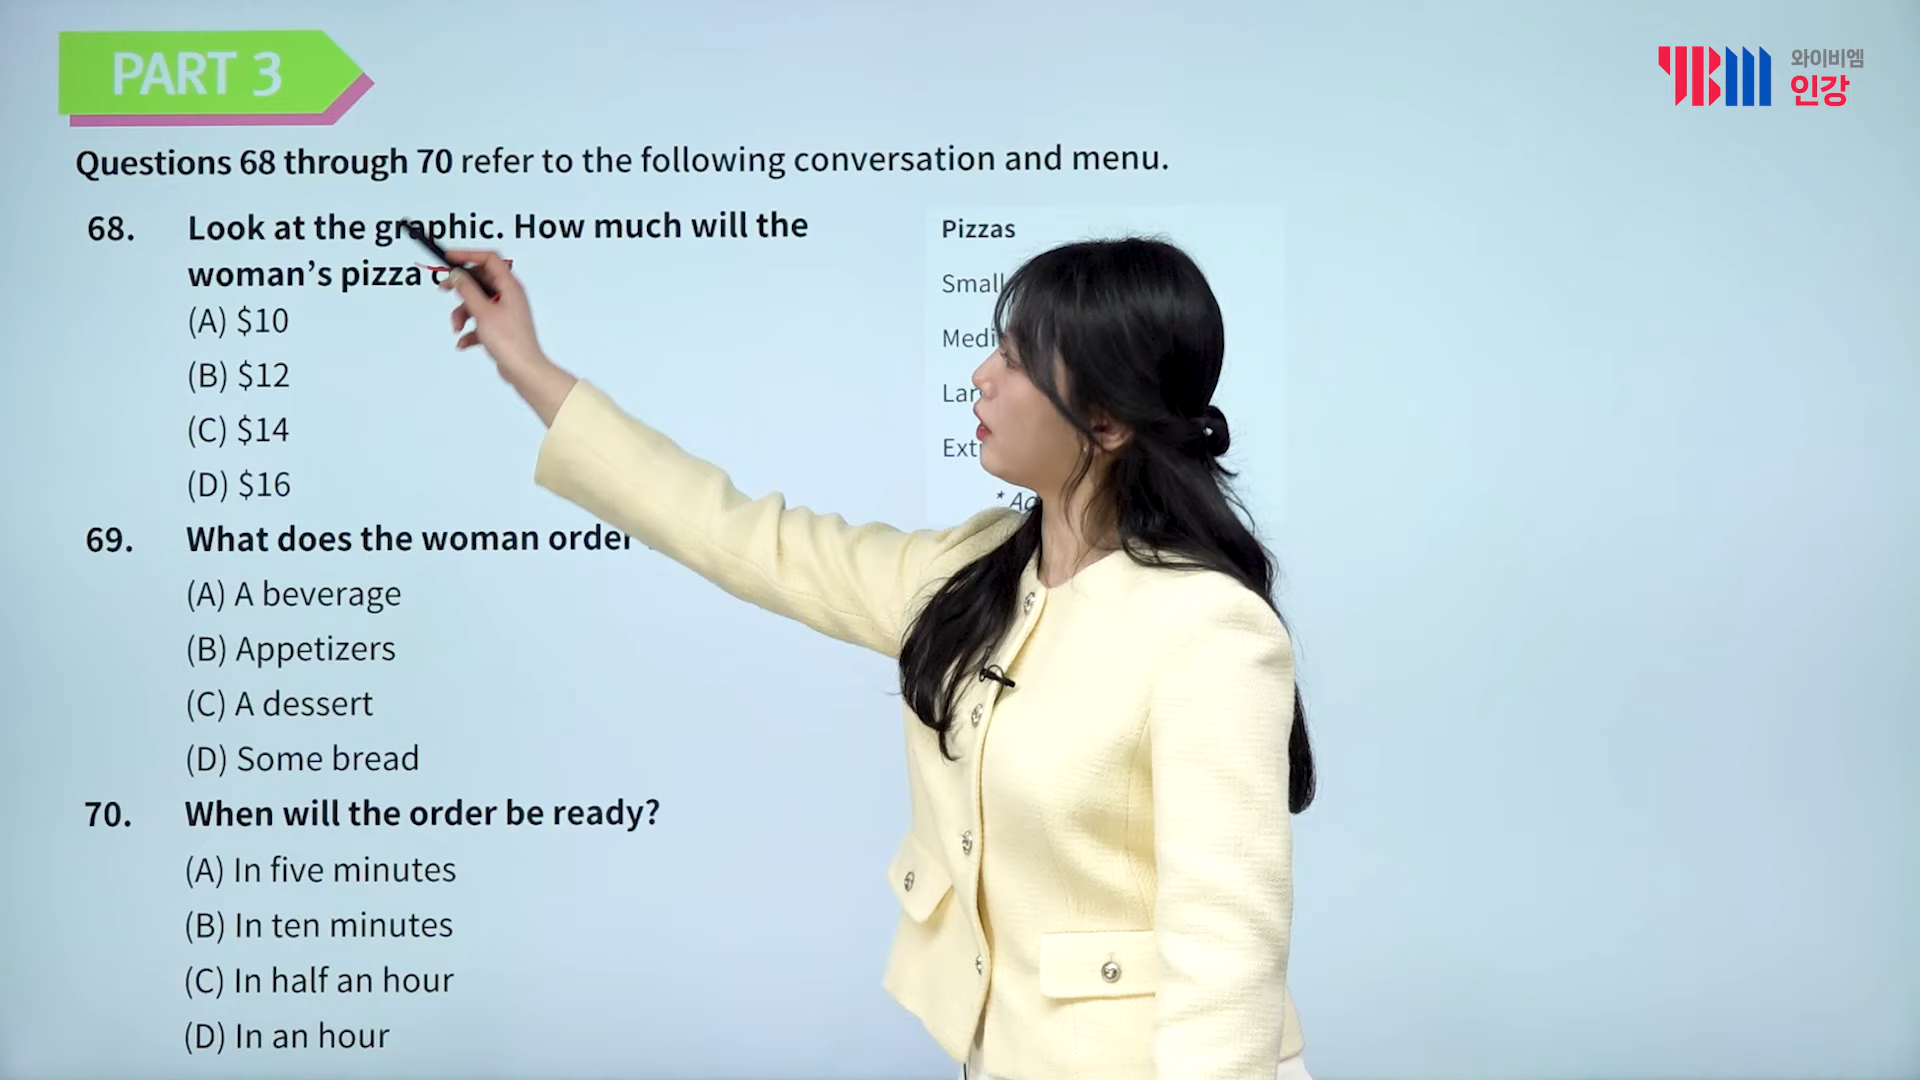 PART 3
YBM 와이비엠
인강
Questions 68 through 70 refer to the following conversation and menu.
68. Look at the graphic. How much will the
woman's pizza
(A) $10
(B) $12
(C) $14
(D) $16
Pizzas
Small
69. What does the woman order
(A) A beverage
(B) Appetizers
(C) A dessert
(D) Some bread
70. When will the order be ready?
(A) In five minutes
(B) In ten minutes
(C) In half an hour
(D) In an hour